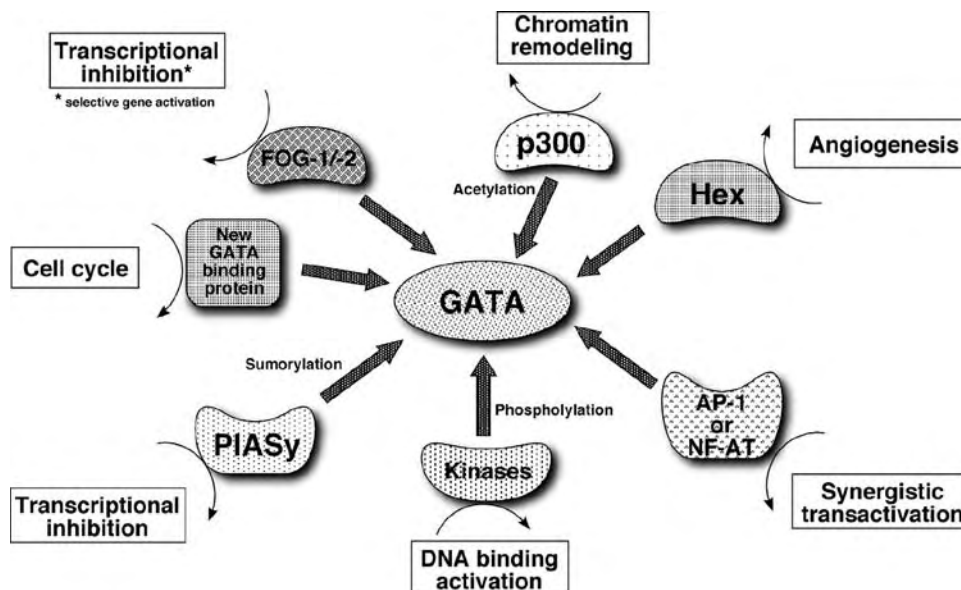 Chromatin
remodeling
Transcriptional
inhibition*
* selective gene activation
FOG-1/-2
p300
Acetylation
Hex
Angiogenesis
Cell cycle
New
GATA
binding
protein
GATA
Sumorylation
Phospholylation
PIASy
Kinases
AP-1
or
NF-AT
Transcriptional
inhibition
DNA binding
activation
Synergistic
transactivation